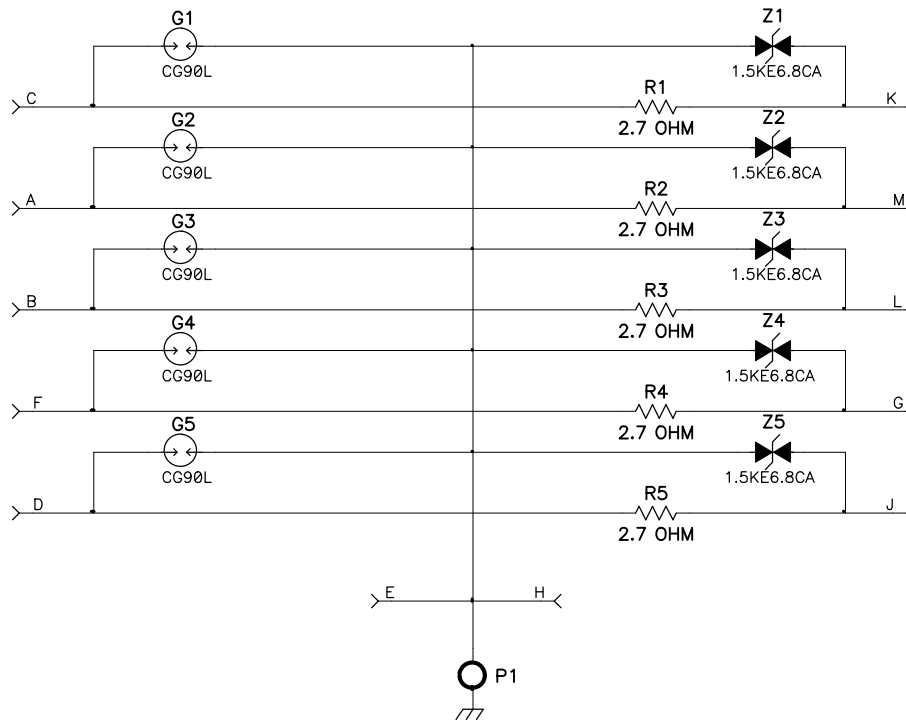 G1
CG90L
Z1
1.5KE6.8CA
C
R1
2.7 OHM
K
G2
CG90L
Z2
1.5KE6.8CA
A
R2
2.7 OHM
M
G3
CG90L
Z3
1.5KE6.8CA
B
R3
2.7 OHM
L
G4
CG90L
Z4
1.5KE6.8CA
F
R4
2.7 OHM
G
G5
CG90L
Z5
1.5KE6.8CA
D
R5
2.7 OHM
J
E
H
P1